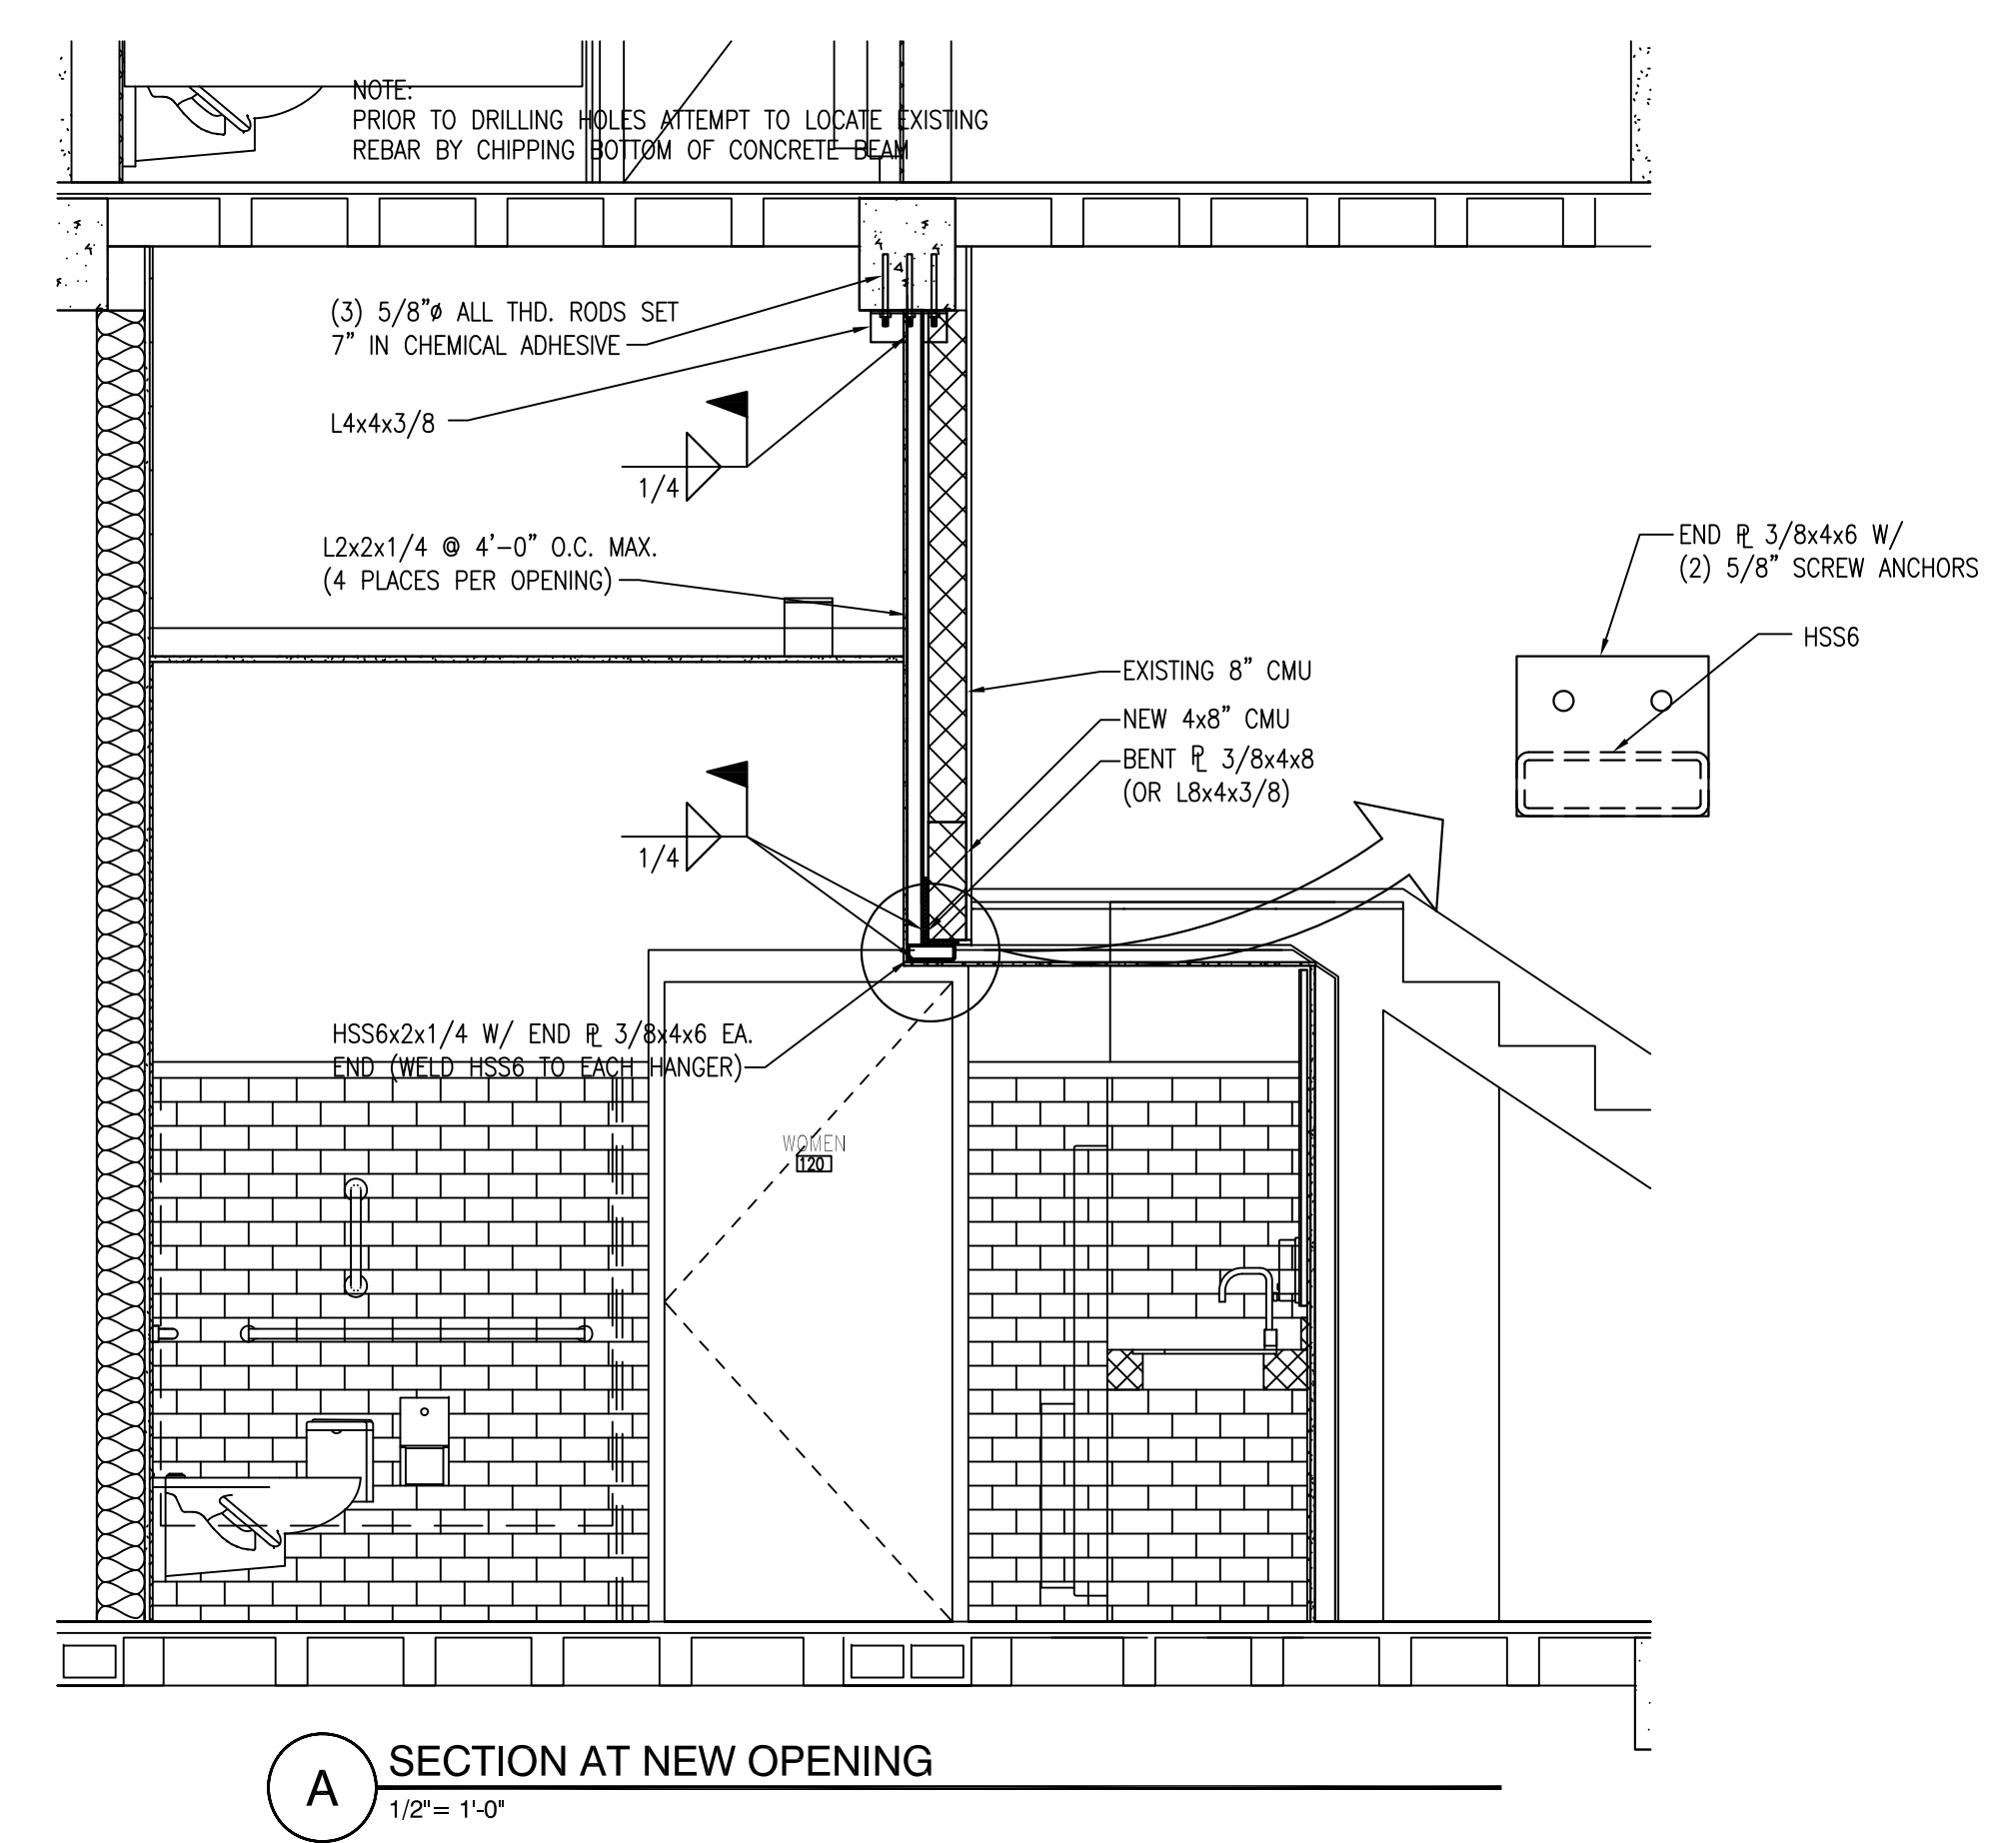 NOTE:
PRIOR TO DRILLING HOLES ATTEMPT TO LOCATE EXISTING
REBAR BY CHIPPING BOTTOM OF CONCRETE BEAM
(3) 5/8"ø ALL THD. RODS SET
7" IN CHEMICAL ADHESIVE
L4x4x3/8
1/4
L2x2x1/4 @ 4'-0" O.C. MAX.
(4 PLACES PER OPENING)
END ℄ 3/8x4x6 W/
(2) 5/8" SCREW ANCHORS
HSS6
EXISTING 8" CMU
NEW 4x8" CMU
BENT ℄ 3/8x4x8
(OR L8x4x3/8)
1/4
HSS6x2x1/4 W/ END ℄ 3/8x4x6 EA.
END (WELD HSS6 TO EACH HANGER)
WOMEN
120
A
SECTION AT NEW OPENING
1/2"= 1'-0"